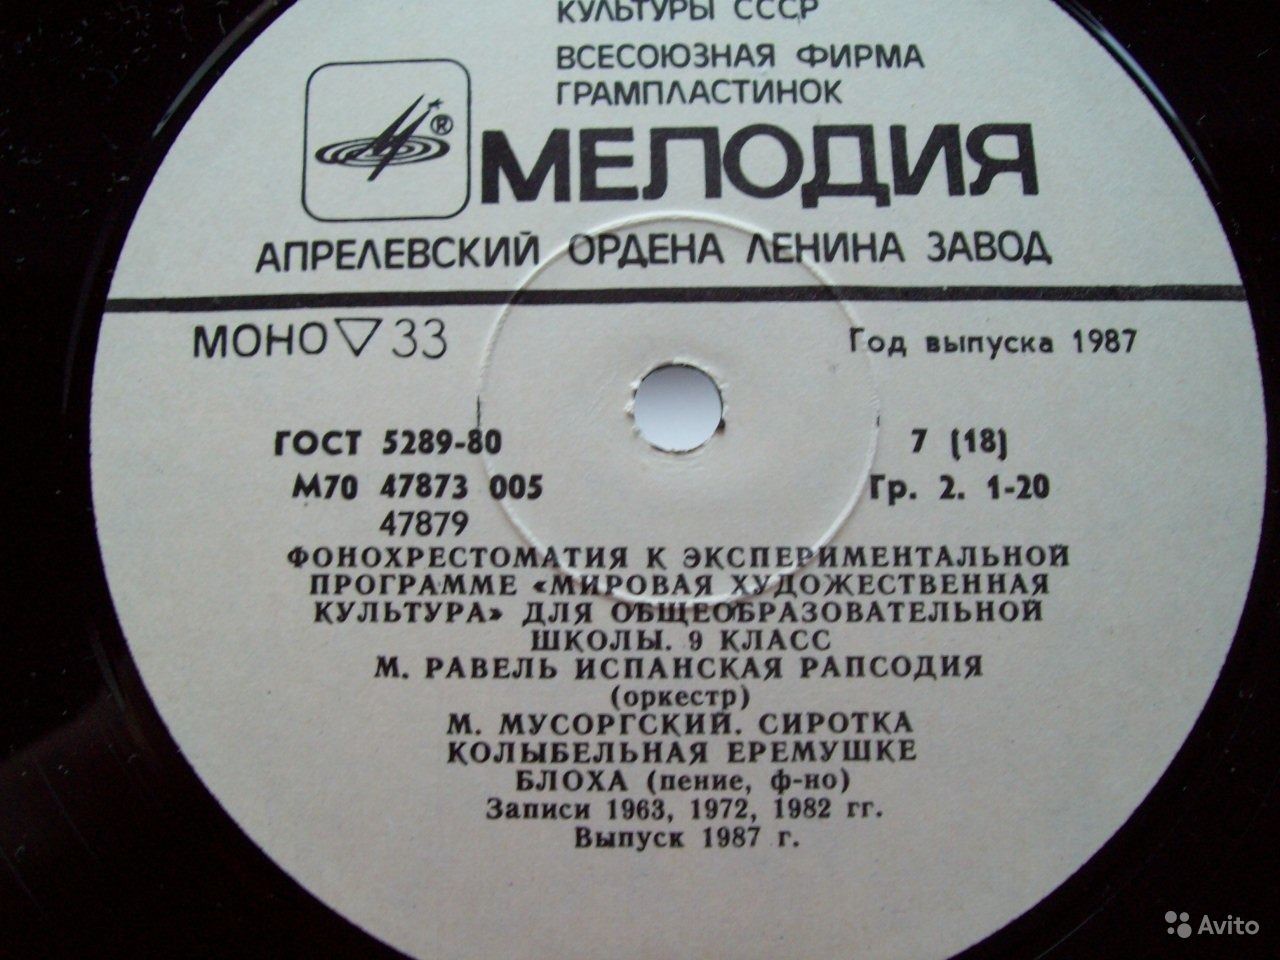 КУЛЬТУРЫ СССР
ВСЕСОЮЗНАЯ ФИРМА
ГРАМПЛАСТИНОК
®
МЕЛОДИЯ
АПРЕЛЕВСКИЙ ОРДЕНА ЛЕНИНА ЗАВОД
МОНО ▽ 33
Год выпуска 1987
ГОСТ 5289-80
7 (18)
М70 47873 005
Гр. 2. 1-20
47879
ФОНОХРЕСТОМАТИЯ К ЭКСПЕРИМЕНТАЛЬНОЙ
ПРОГРАММЕ «МИРОВАЯ ХУДОЖЕСТВЕННАЯ
КУЛЬТУРА» ДЛЯ ОБЩЕОБРАЗОВАТЕЛЬНОЙ
ШКОЛЫ. 9 КЛАСС
М. РАВЕЛЬ ИСПАНСКАЯ РАПСОДИЯ
(оркестр)
М. МУСОРГСКИЙ. СИРОТКА
КОЛЫБЕЛЬНАЯ ЕРЕМУШКЕ
БЛОХА (пение, ф-но)
Записи 1963, 1972, 1982 гг.
Выпуск 1987 г.
Avito